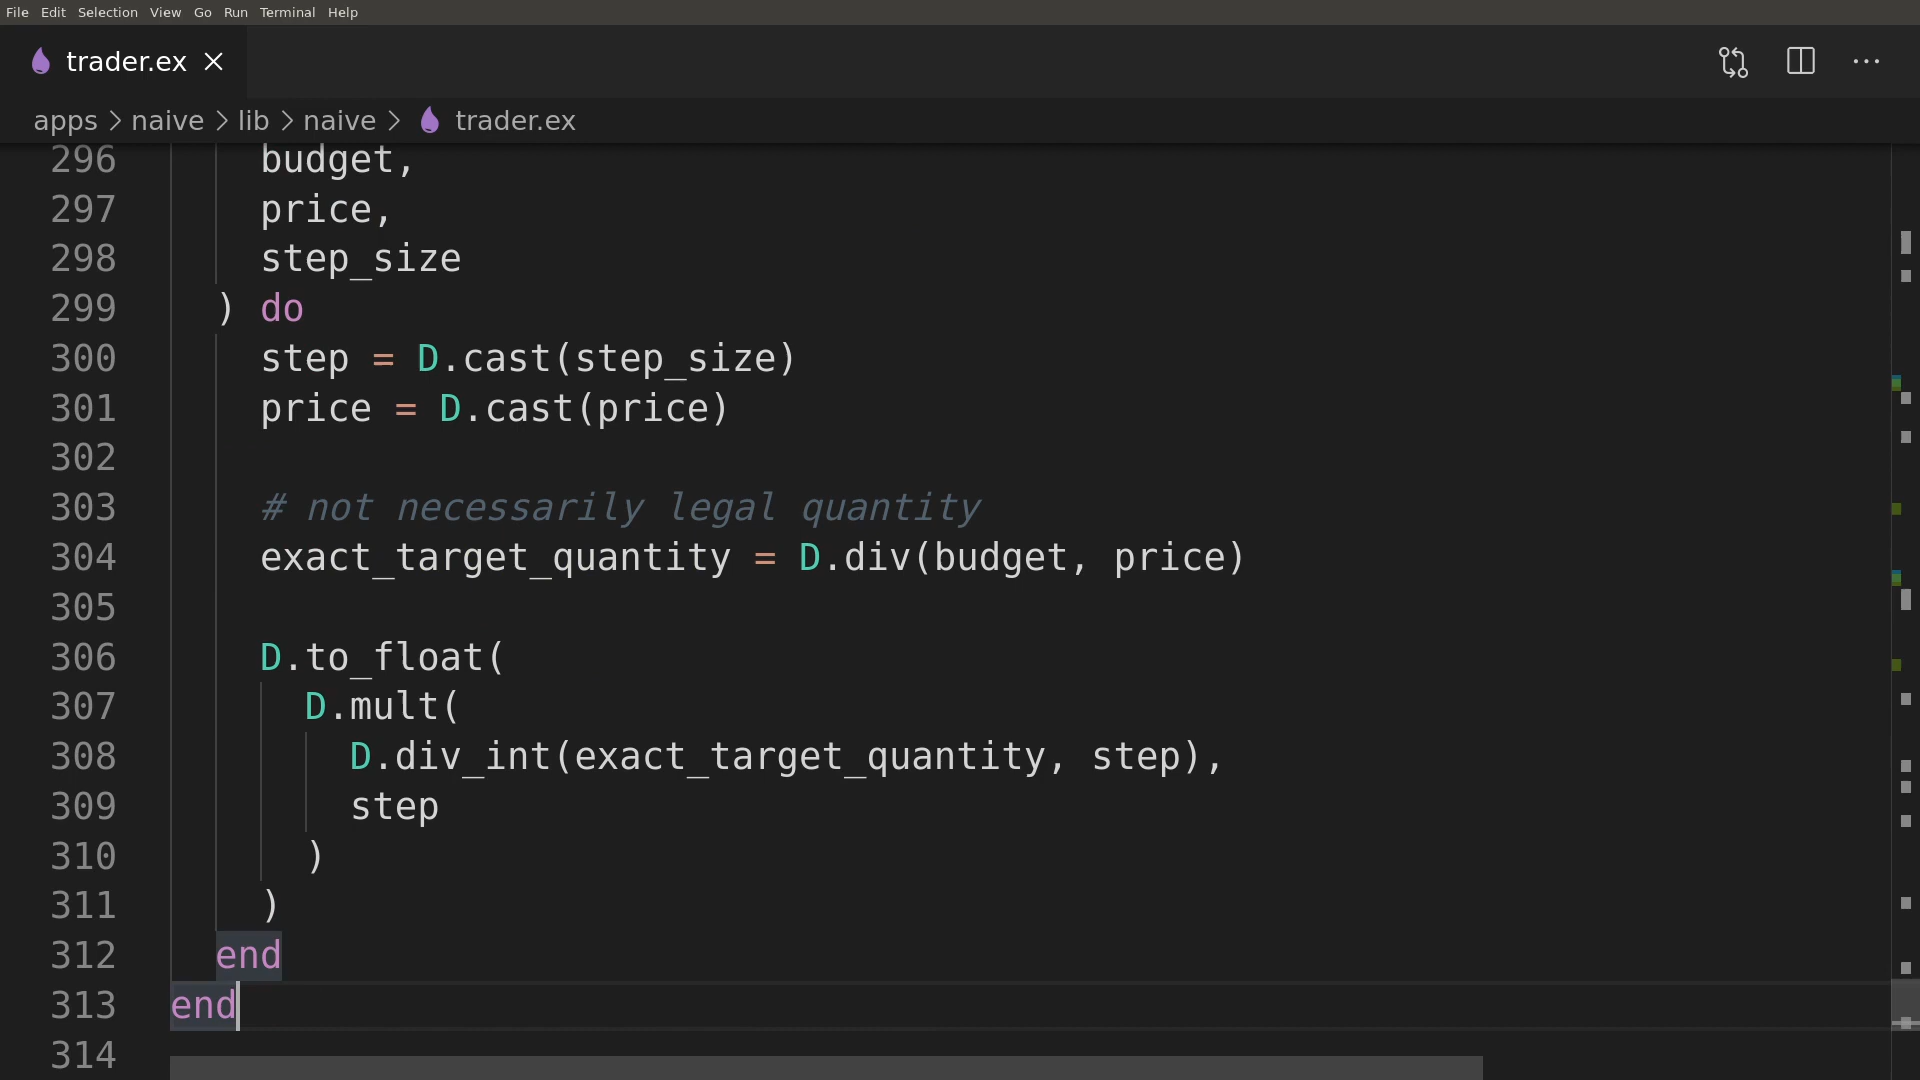 File Edit Selection View Go Run Terminal Help
trader.ex
apps > naive > lib > naive > trader.ex
296 budget,
297 price,
298 step_size
299 ) do
300 step = D.cast(step_size)
301 price = D.cast(price)
302
303 # not necessarily legal quantity
304 exact_target_quantity = D.div(budget, price)
305
306 D.to_float(
307 D.mult(
308 D.div_int(exact_target_quantity, step),
309 step
310 )
311 )
312 end
313 end
314